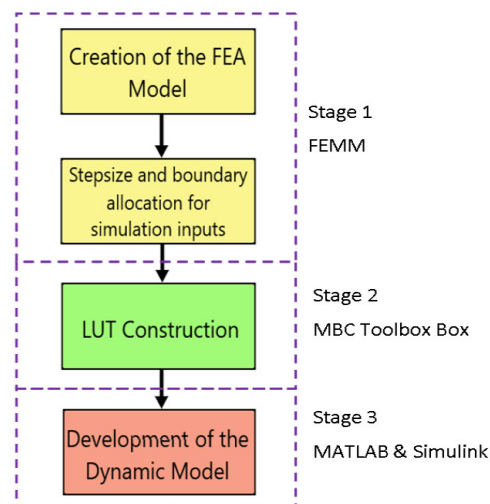 Creation of the FEA
Model
Stage 1
FEMM
Stepsize and boundary
allocation for
simulation inputs
Stage 2
MBC Toolbox Box
LUT Construction
Stage 3
MATLAB & Simulink
Development of the
Dynamic Model